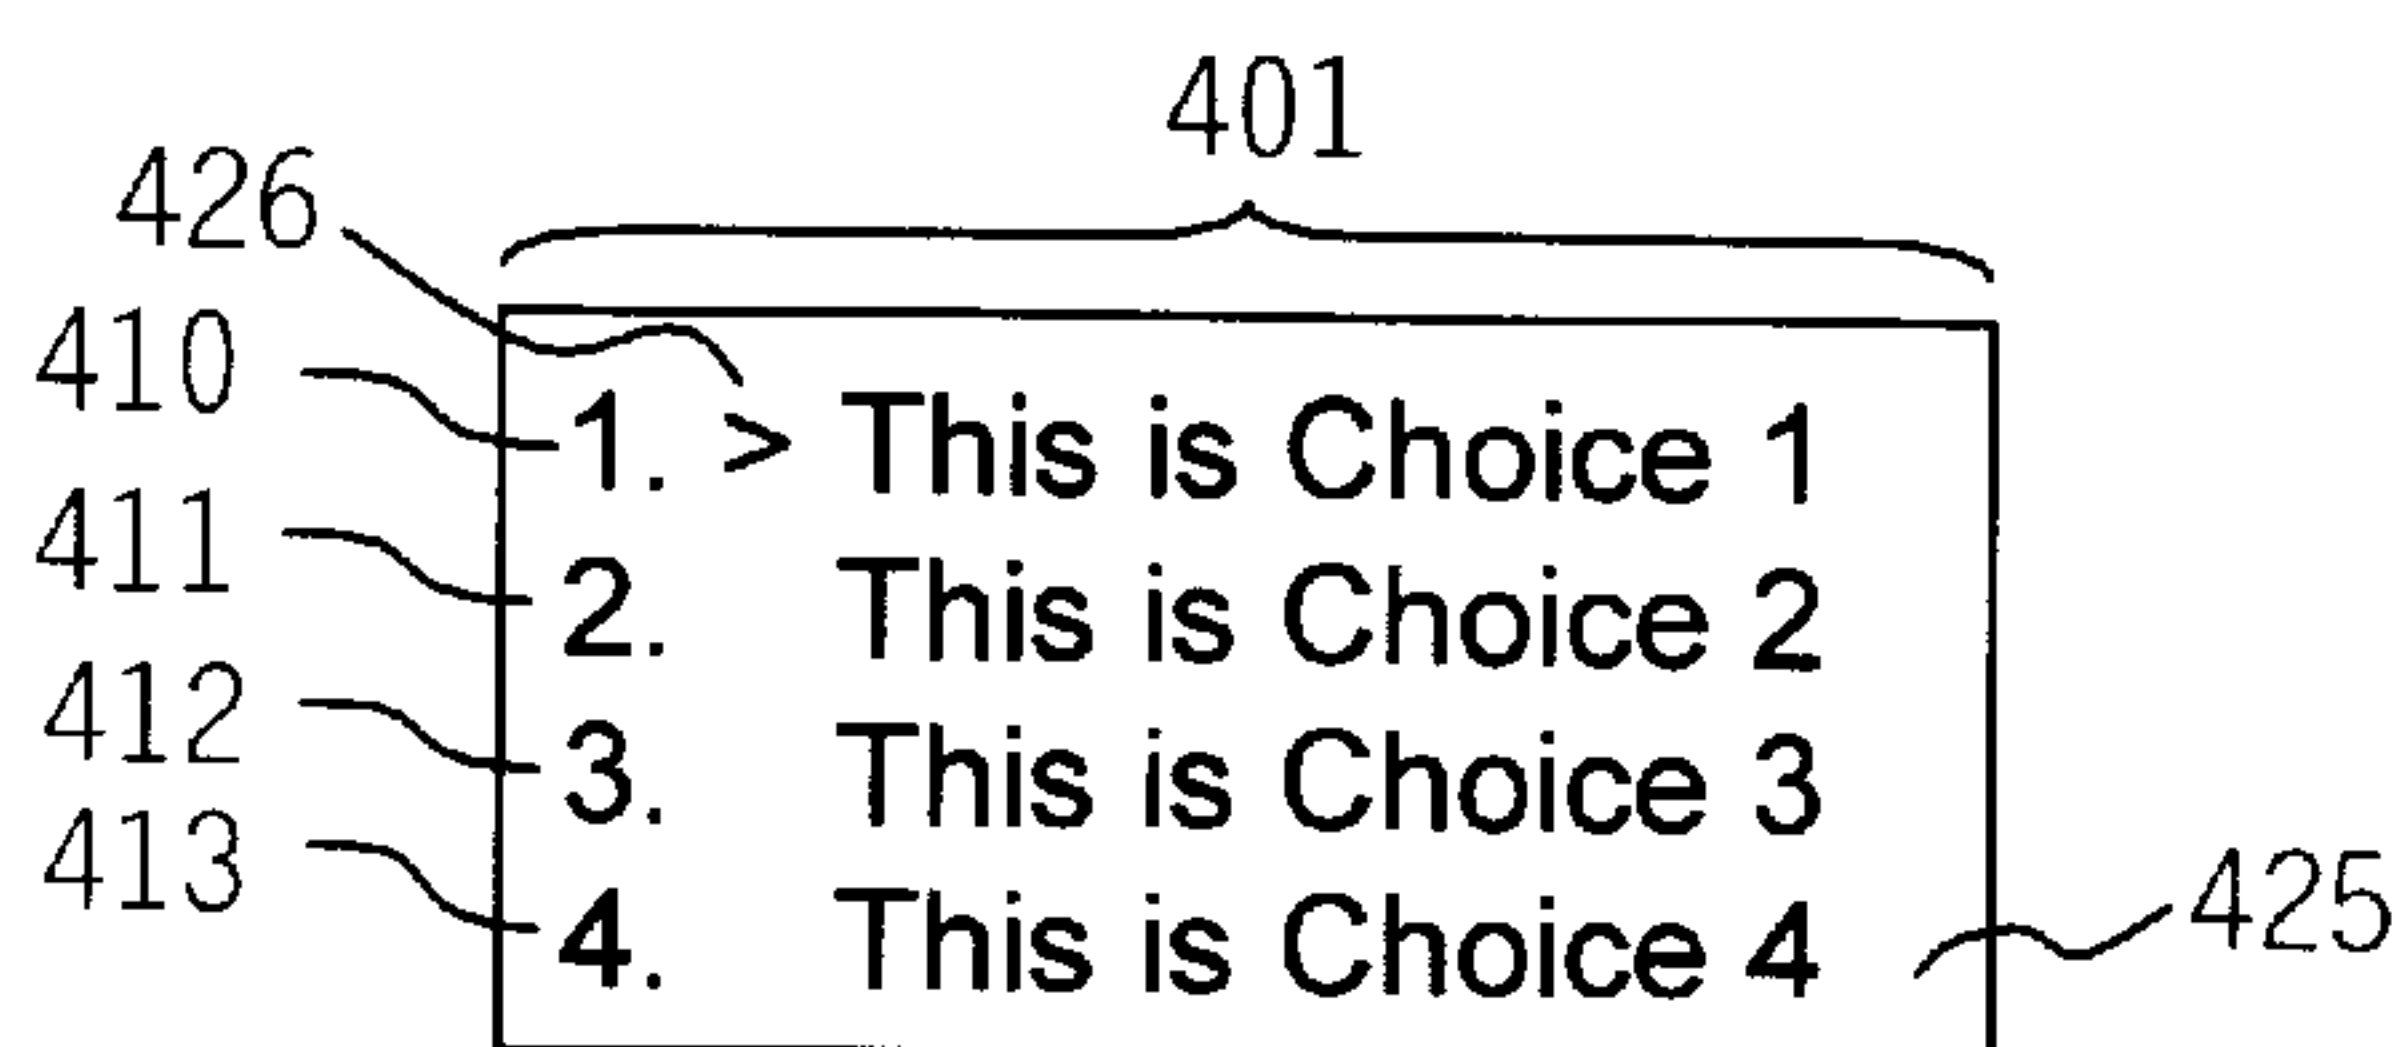 401
426
410
1. > This is Choice 1
411
2. This is Choice 2
412
3. This is Choice 3
413
4. This is Choice 4
425